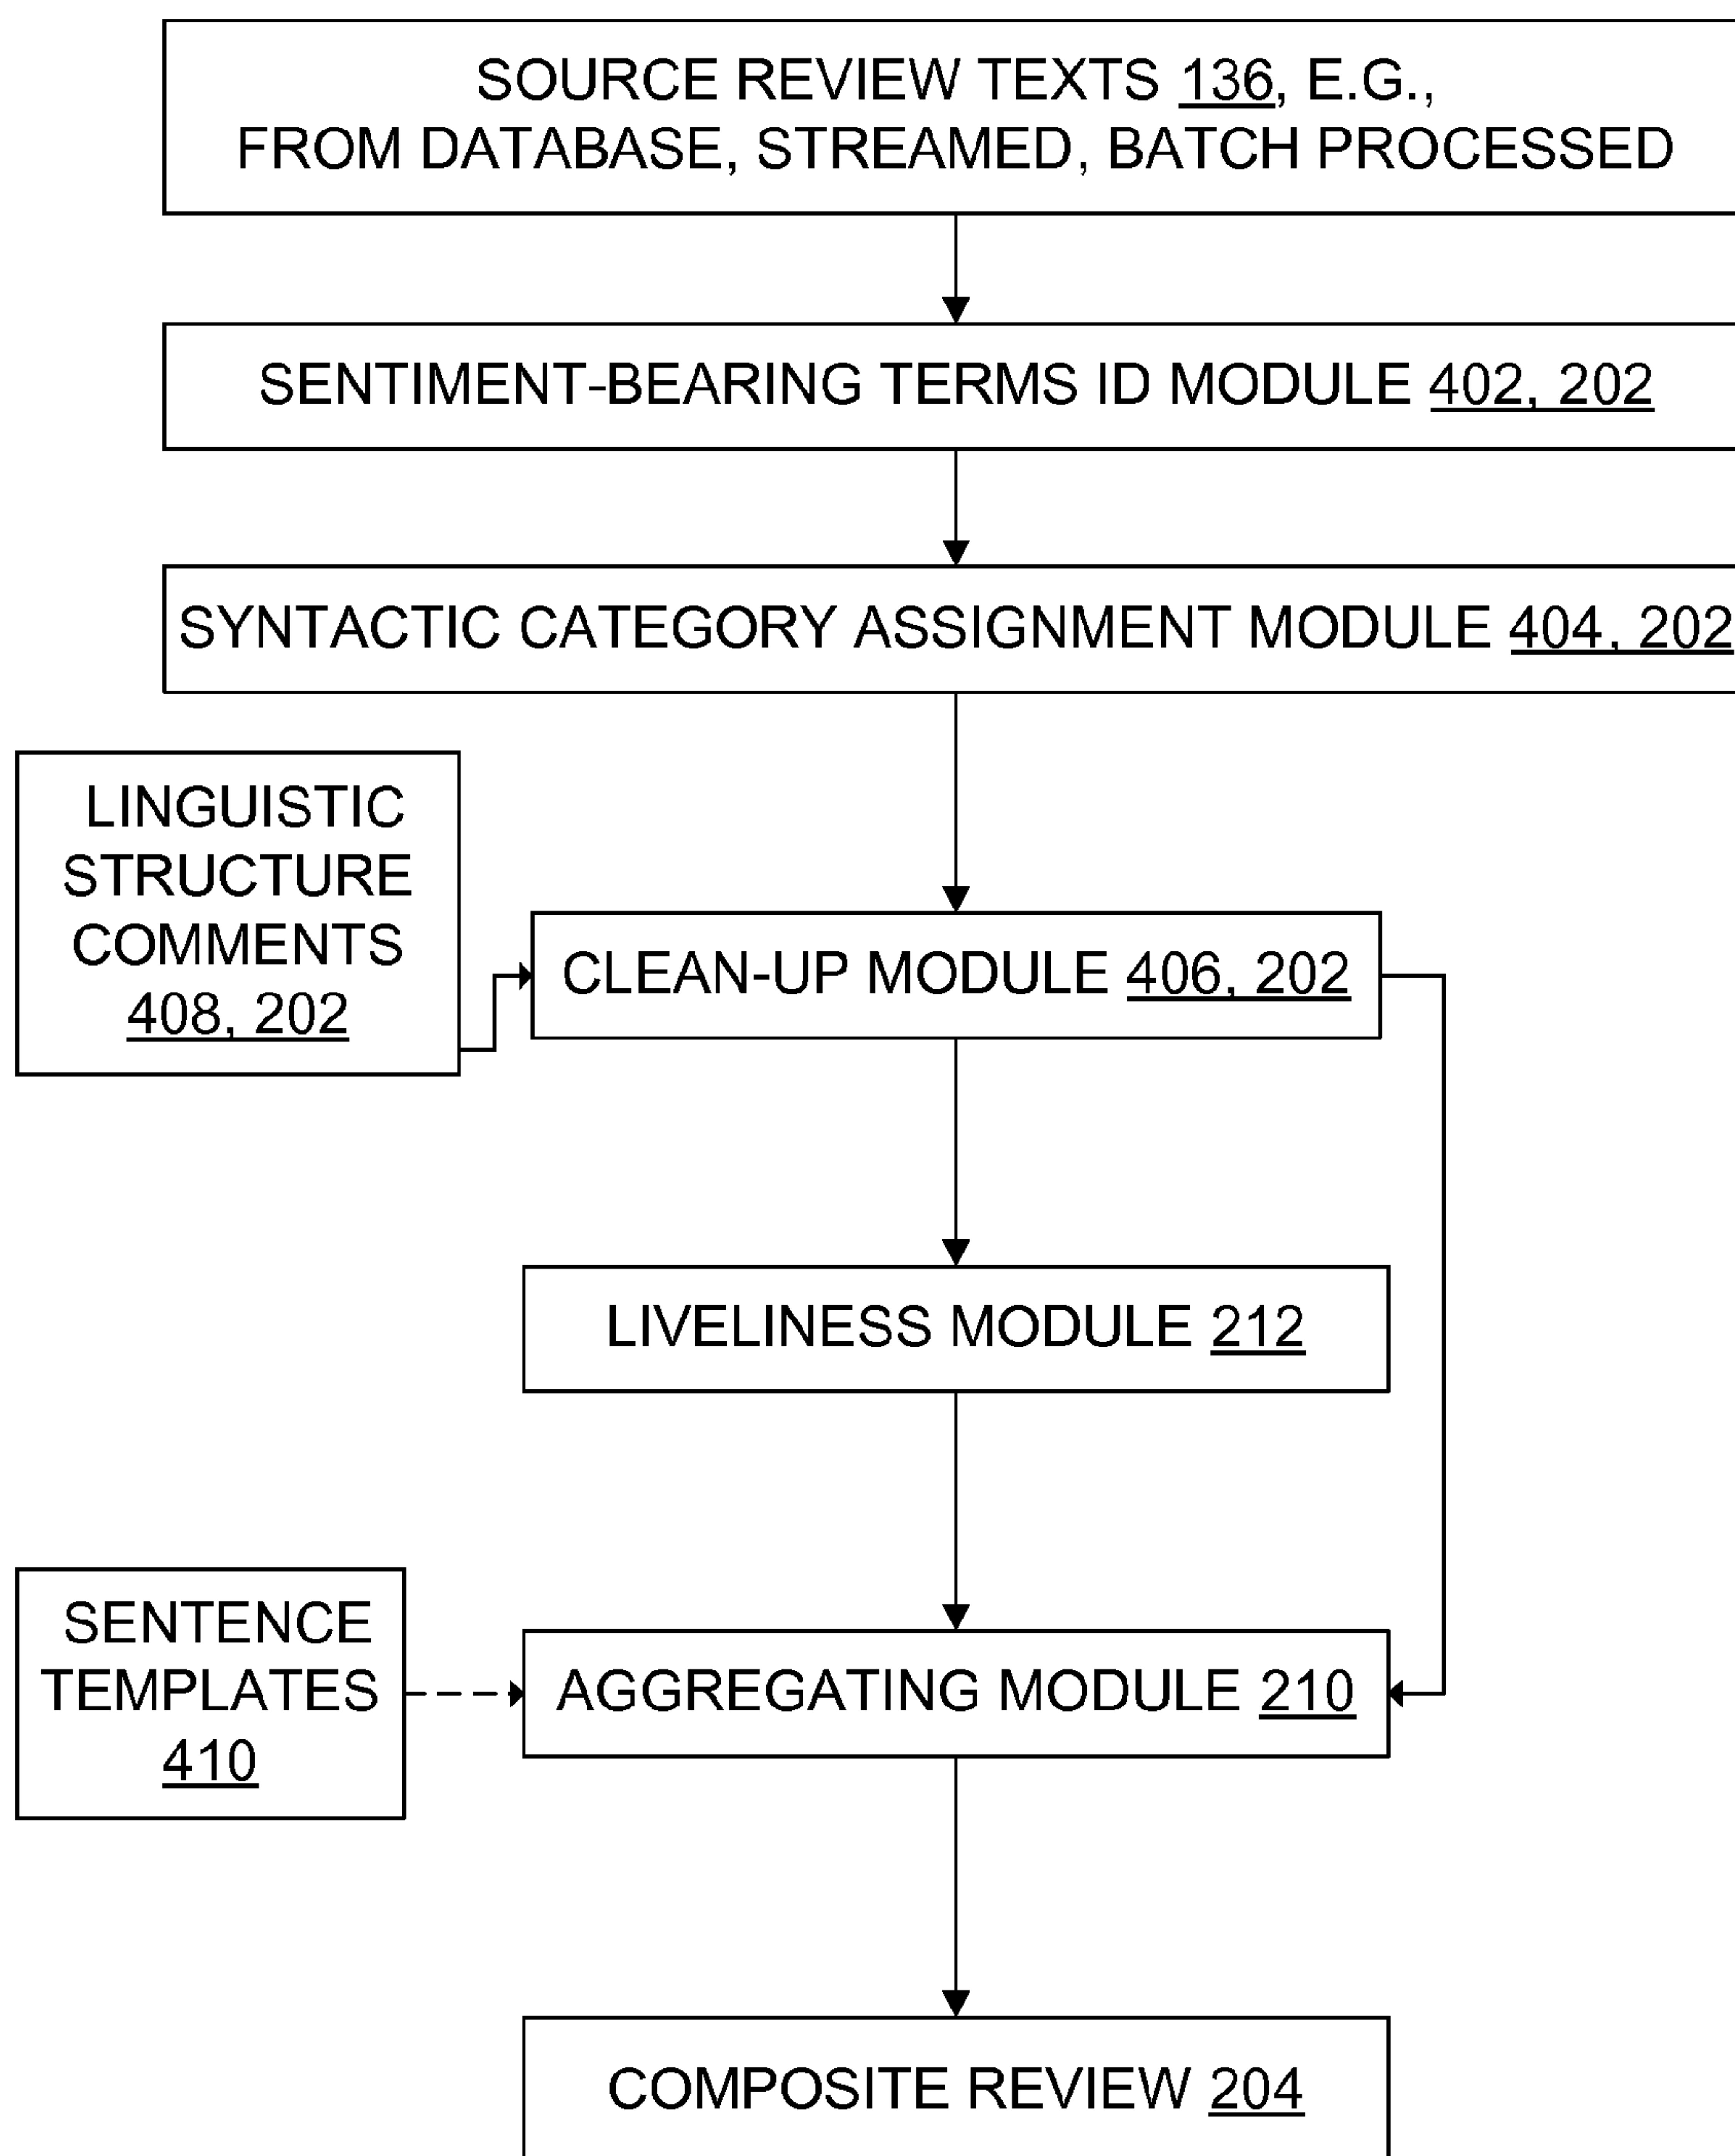 SOURCE REVIEW TEXTS 136, E.G.,
FROM DATABASE, STREAMED, BATCH PROCESSED
SENTIMENT-BEARING TERMS ID MODULE 402, 202
SYNTACTIC CATEGORY ASSIGNMENT MODULE 404, 202
LINGUISTIC
STRUCTURE
COMMENTS
408, 202
CLEAN-UP MODULE 406, 202
LIVELINESS MODULE 212
SENTENCE
TEMPLATES
410
AGGREGATING MODULE 210
COMPOSITE REVIEW 204